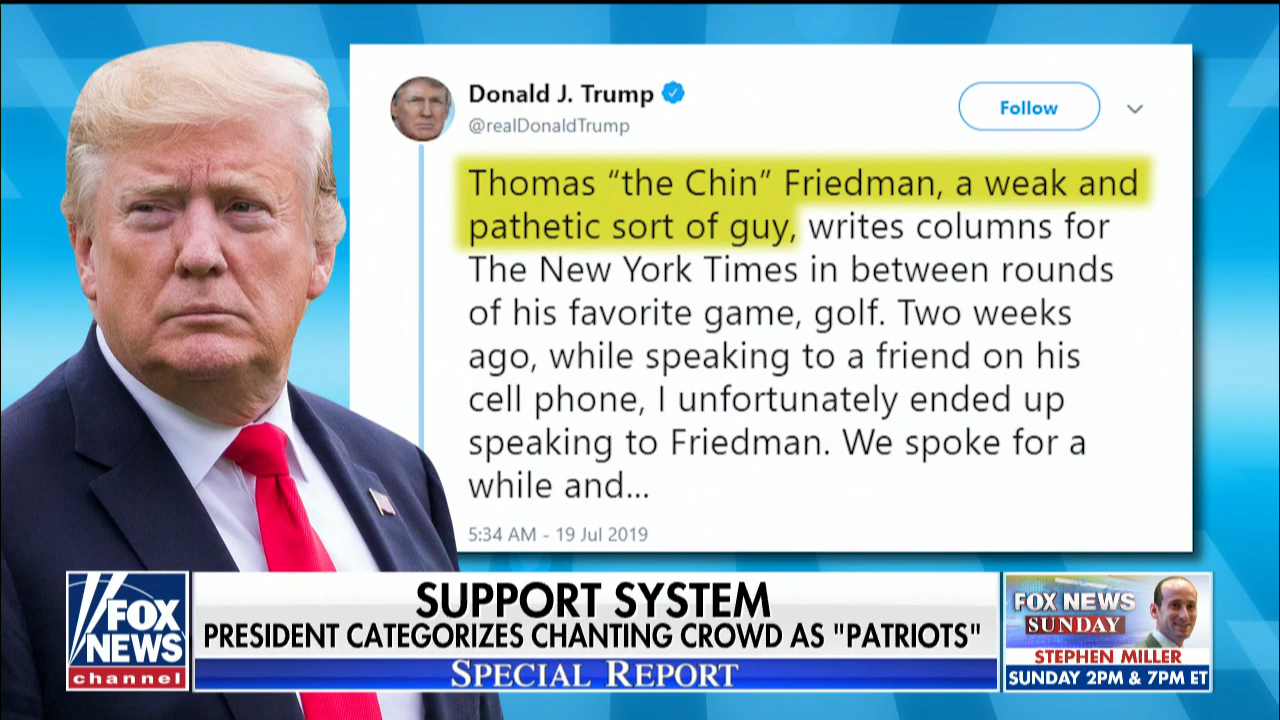 Donald J. Trump
@realDonaldTrump
Follow
Thomas “the Chin” Friedman, a weak and
pathetic sort of guy, writes columns for
The New York Times in between rounds
of his favorite game, golf. Two weeks
ago, while speaking to a friend on his
cell phone, I unfortunately ended up
speaking to Friedman. We spoke for a
while and...
5:34 AM - 19 Jul 2019
FOX
NEWS
channel
SUPPORT SYSTEM
PRESIDENT CATEGORIZES CHANTING CROWD AS "PATRIOTS"
SPECIAL REPORT
FOX NEWS
SUNDAY
STEPHEN MILLER
SUNDAY 2PM & 7PM ET